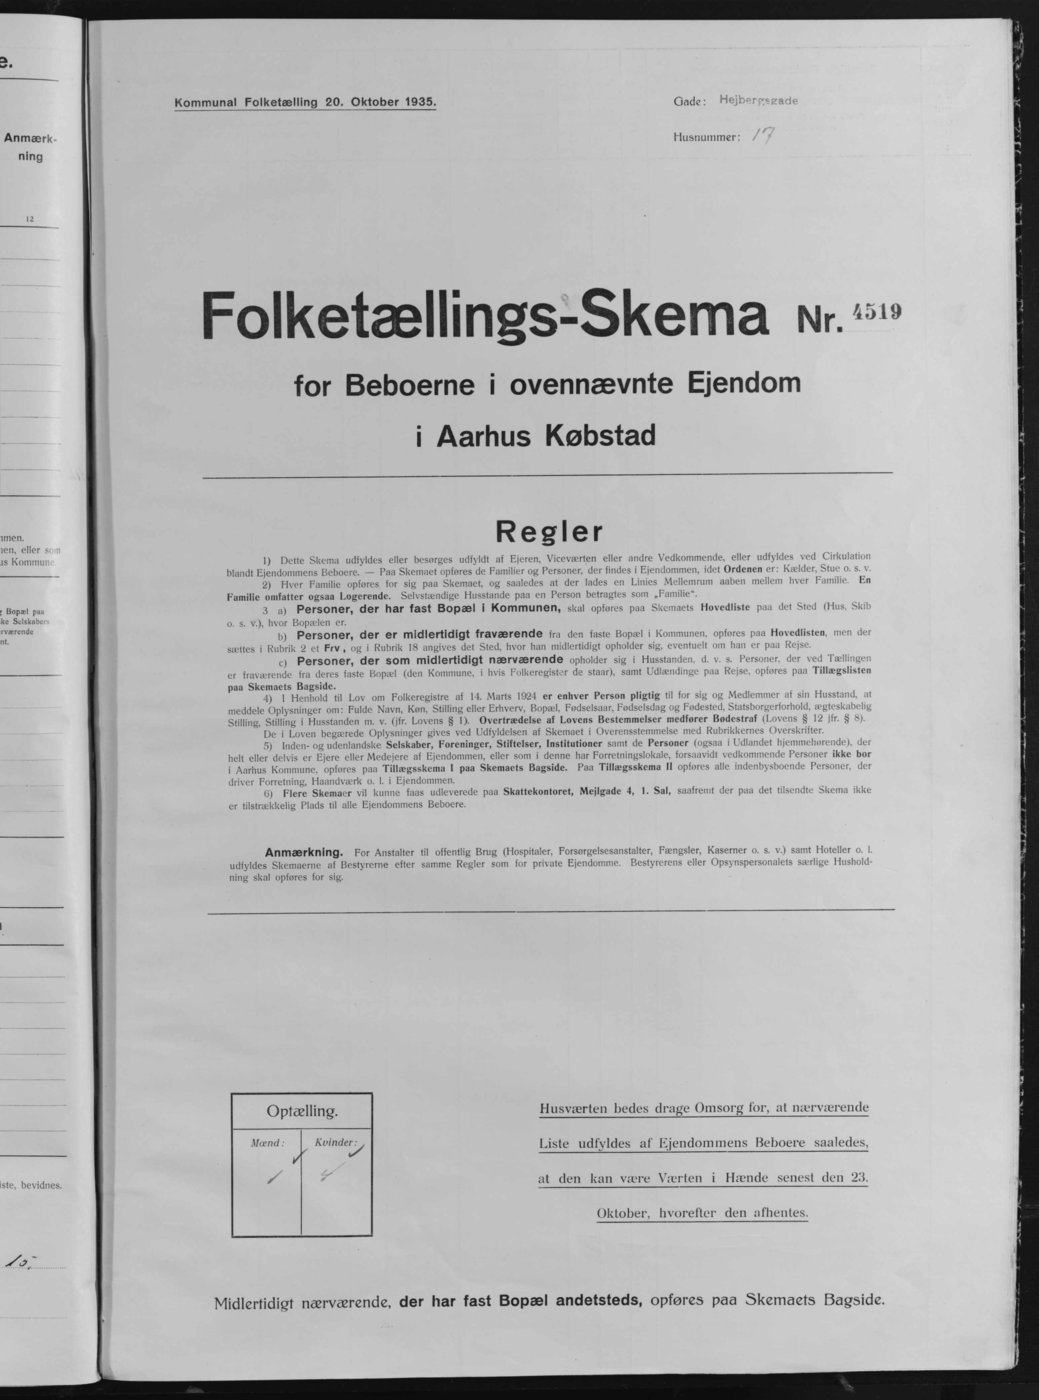 e.
Anmærk-
ning
12
nmen.
nen, eller som
us Kommune
g Bopæl paa
ke Selskabers
rværende
nt.
iste, bevidnes.
15.
Kommunal Folketælling 20. Oktober 1935.
Gade: Hejbergsgade
Husnummer: 17
Folketællings-Skema Nr. 4519
for Beboerne i ovennævnte Ejendom
i Aarhus Købstad
Regler
1) Dette Skema udfyldes eller besørges udfyldt af Ejeren, Viceværten eller andre Vedkommende, eller udfyldes ved Cirkulation
blandt Ejendommens Beboere. — Paa Skemaet opføres de Familier og Personer, der findes i Ejendommen, idet Ordenen er: Kælder, Stue o. s. v.
2) Hver Familie opføres for sig paa Skemaet, og saaledes at der lades en Linies Mellemrum aaben mellem hver Familie. En
Familie omfatter ogsaa Logerende. Selvstændige Husstande paa en Person betragtes som „Familie“.
3 a) Personer, der har fast Bopæl i Kommunen, skal opføres paa Skemaets Hovedliste paa det Sted (Hus, Skib
o. s. v.), hvor Bopælen er.
b) Personer, der er midlertidigt fraværende fra den faste Bopæl i Kommunen, opføres paa Hovedlisten, men der
sættes i Rubrik 2 et Frv., og i Rubrik 18 angives det Sted, hvor han midlertidigt opholder sig, eventuelt om han er paa Rejse.
c) Personer, der som midlertidigt nærværende opholder sig i Husstanden, d. v. s. Personer, der ved Tællingen
er fraværende fra deres faste Bopæl (den Kommune, i hvis Folkeregister de staar), samt Udlændinge paa Rejse, opføres paa Tillægslisten
paa Skemaets Bagside.
4) I Henhold til Lov om Folkeregistre af 14. Marts 1924 er enhver Person pligtig til for sig og Medlemmer af sin Husstand, at
meddele Oplysninger om: Fulde Navn, Køn, Stilling eller Erhverv, Bopæl, Fødselsaar, Fødselsdag og Fødested, Statsborgerforhold, ægteskabelig
Stilling, Stilling i Husstanden m. v. (jfr. Lovens § 1). Overtrædelse af Lovens Bestemmelser medfører Bødestraf (Lovens § 12 jfr. § 8).
De i Loven begærede Oplysninger gives ved Udfyldelsen af Skemaet i Overensstemmelse med Rubrikkernes Overskrifter.
5) Inden- og udenlandske Selskaber, Foreninger, Stiftelser, Institutioner samt de Personer (ogsaa i Udlandet hjemmehørende), der
helt eller delvis er Ejere eller Medejere af Ejendommen, eller som i denne har Forretningslokale, forsaavidt vedkommende Personer ikke bor
i Aarhus Kommune, opføres paa Tillægsskema I paa Skemaets Bagside. Paa Tillægsskema II opføres alle indenbysboende Personer, der
driver Forretning, Haandværk o. l. i Ejendommen.
6) Flere Skemaer vil kunne faas udleverede paa Skattekontoret, Mejlgade 4, 1. Sal, saafremt der paa det tilsendte Skema ikke
er tilstrækkelig Plads til alle Ejendommens Beboere.
Anmærkning. For Anstalter til offentlig Brug (Hospitaler, Forsørgelsesanstalter, Fængsler, Kaserner o. s. v.) samt Hoteller o. l.
udfyldes Skemaerne af Bestyrerne efter samme Regler som for private Ejendomme. Bestyrerens eller Opsynspersonalets særlige Hushold-
ning skal opføres for sig.
Optælling.
Mænd: Kvinder:
Husværten bedes drage Omsorg for, at nærværende
Liste udfyldes af Ejendommens Beboere saaledes,
at den kan være Værten i Hænde senest den 23.
Oktober, hvorefter den afhentes.
Midlertidigt nærværende, der har fast Bopæl andetsteds, opføres paa Skemaets Bagside.